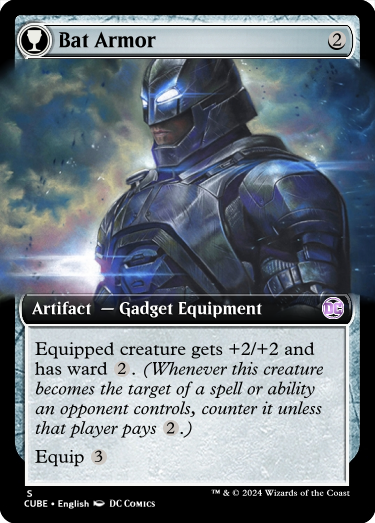 Bat Armor 2
Artifact — Gadget Equipment
DC
Equipped creature gets +2/+2 and
has ward 2. (Whenever this creature
becomes the target of a spell or ability
an opponent controls, counter it unless
that player pays 2.)
Equip 3
S
CUBE • English DC Comics
™ & © 2024 Wizards of the Coast